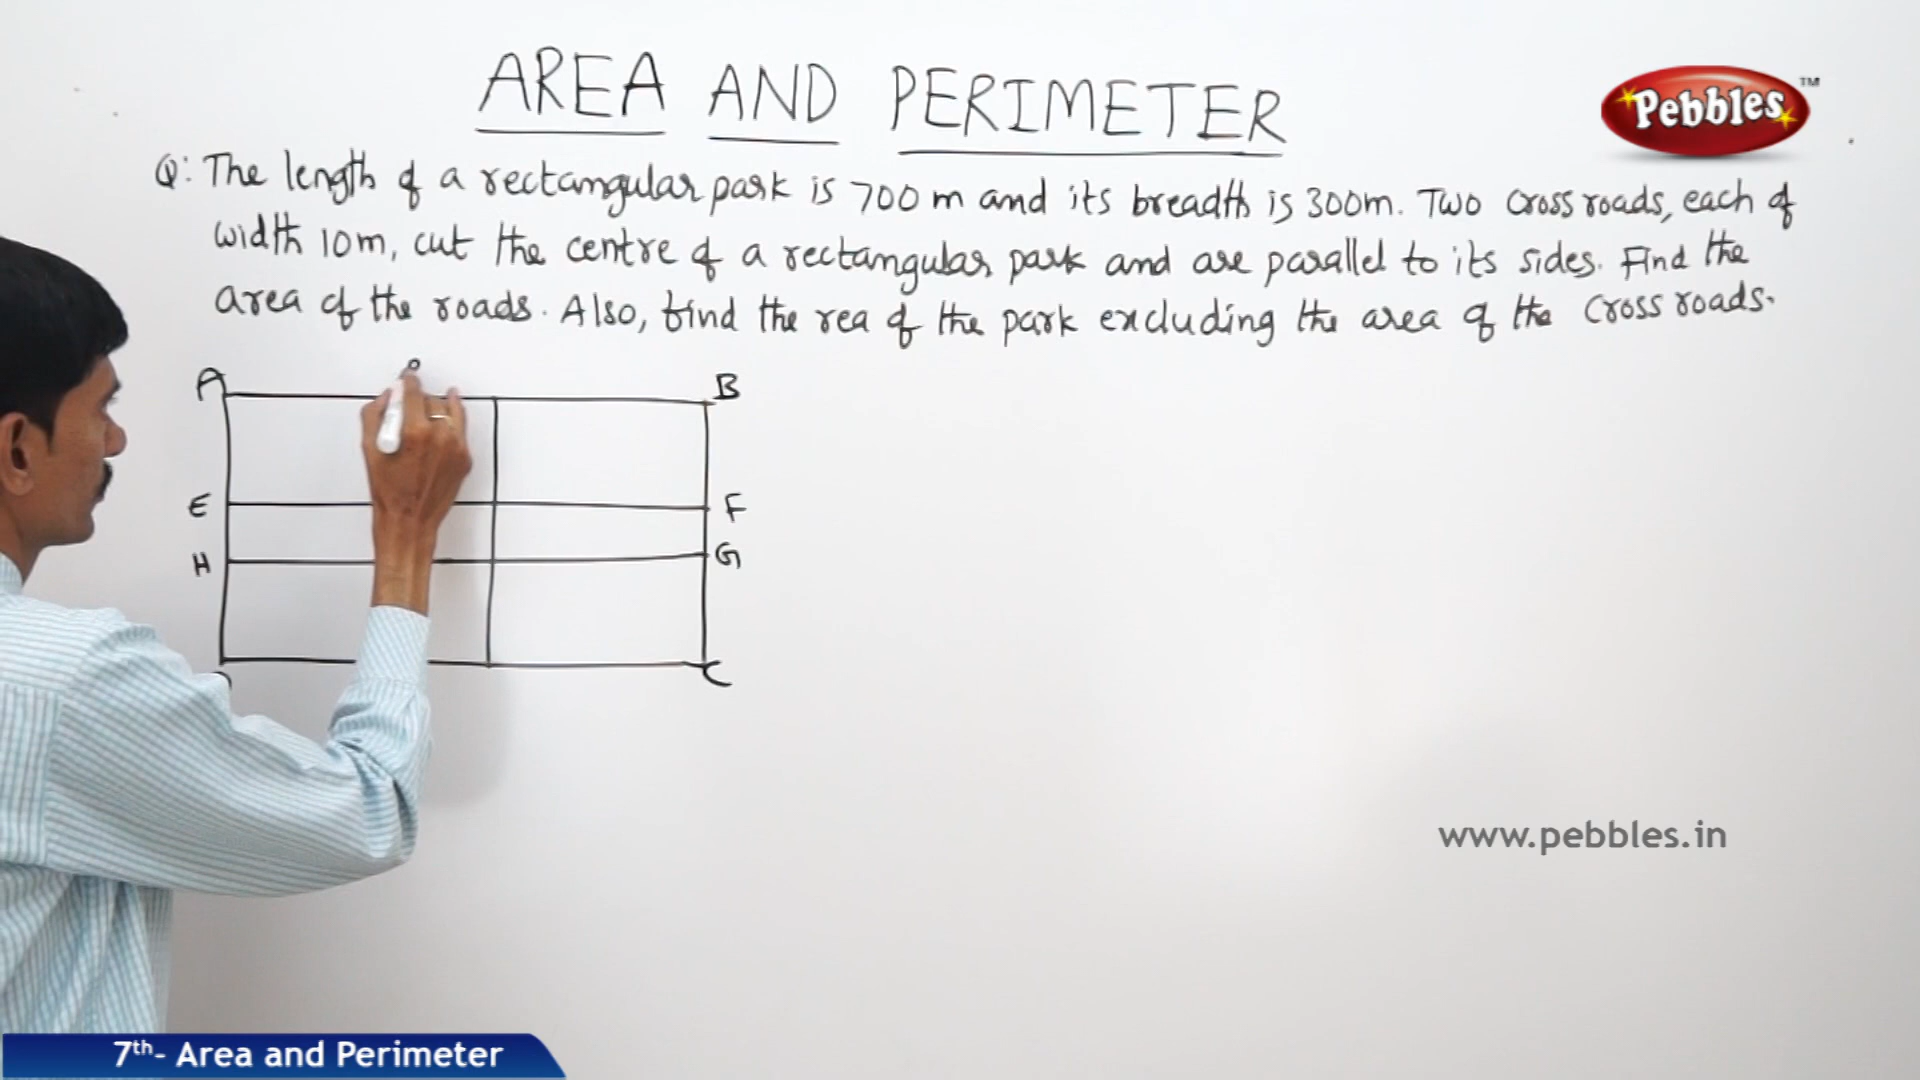 AREA AND PERIMETER
Pebbles™
Q: The length of a rectangular park is 700 m and its breadth is 300m. Two Cross roads, each of
width 10m, cut the centre of a rectangular park and are parallel to its sides. Find the
area of the roads. Also, find the rea of the park excluding the area of the Cross roads.
A B
E F
H G
C
www.pebbles.in
7th- Area and Perimeter